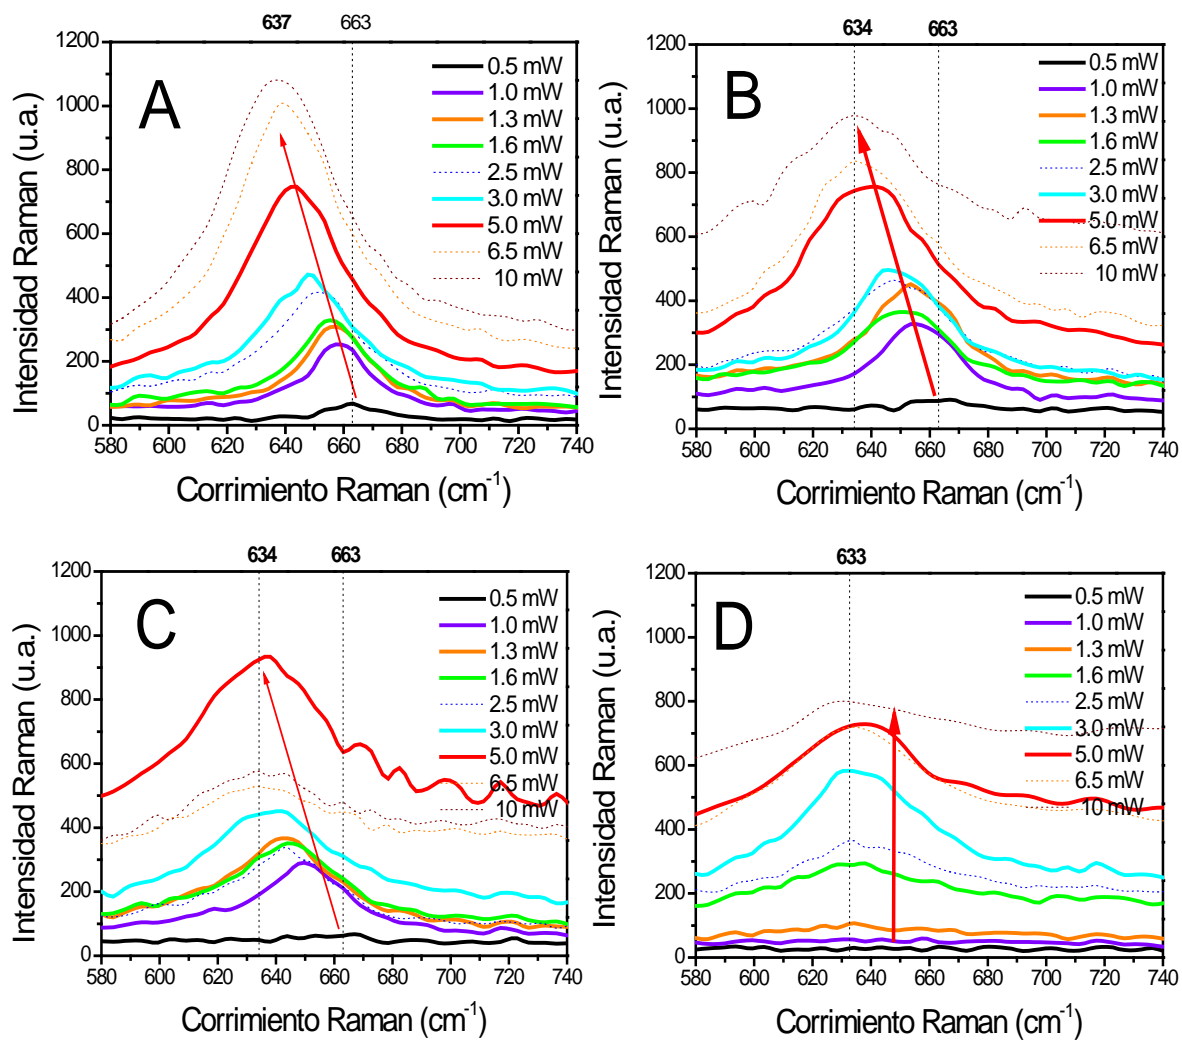 637 663
A
1200
1000
800
600
400
200
0
580 600 620 640 660 680 700 720 740
Intensidad Raman (u.a.)
Corrimiento Raman (cm-1)
0.5 mW
1.0 mW
1.3 mW
1.6 mW
2.5 mW
3.0 mW
5.0 mW
6.5 mW
10 mW
634 663
B
1200
1000
800
600
400
200
0
580 600 620 640 660 680 700 720 740
Intensidad Raman (u.a.)
Corrimiento Raman (cm-1)
0.5 mW
1.0 mW
1.3 mW
1.6 mW
2.5 mW
3.0 mW
5.0 mW
6.5 mW
10 mW
634 663
C
1200
1000
800
600
400
200
0
580 600 620 640 660 680 700 720 740
Intensidad Raman (u.a.)
Corrimiento Raman (cm-1)
0.5 mW
1.0 mW
1.3 mW
1.6 mW
2.5 mW
3.0 mW
5.0 mW
6.5 mW
10 mW
633
D
1200
1000
800
600
400
200
0
580 600 620 640 660 680 700 720 740
Intensidad Raman (u.a.)
Corrimiento Raman (cm-1)
0.5 mW
1.0 mW
1.3 mW
1.6 mW
2.5 mW
3.0 mW
5.0 mW
6.5 mW
10 mW